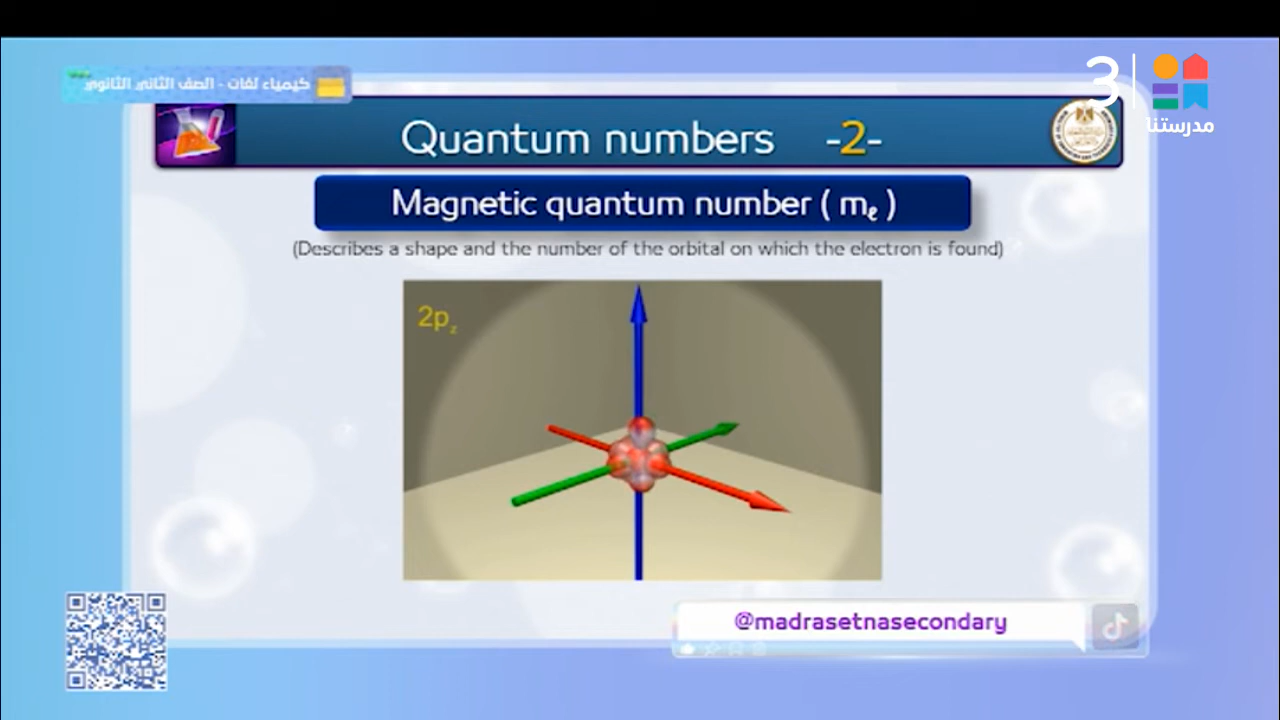 كيمياء لغات - الصف الثاني الثانوي
3
مدرستنا
Quantum numbers -2-
Magnetic quantum number ( mℓ )
(Describes a shape and the number of the orbital on which the electron is found)
2pz
@madrasetnasecondary